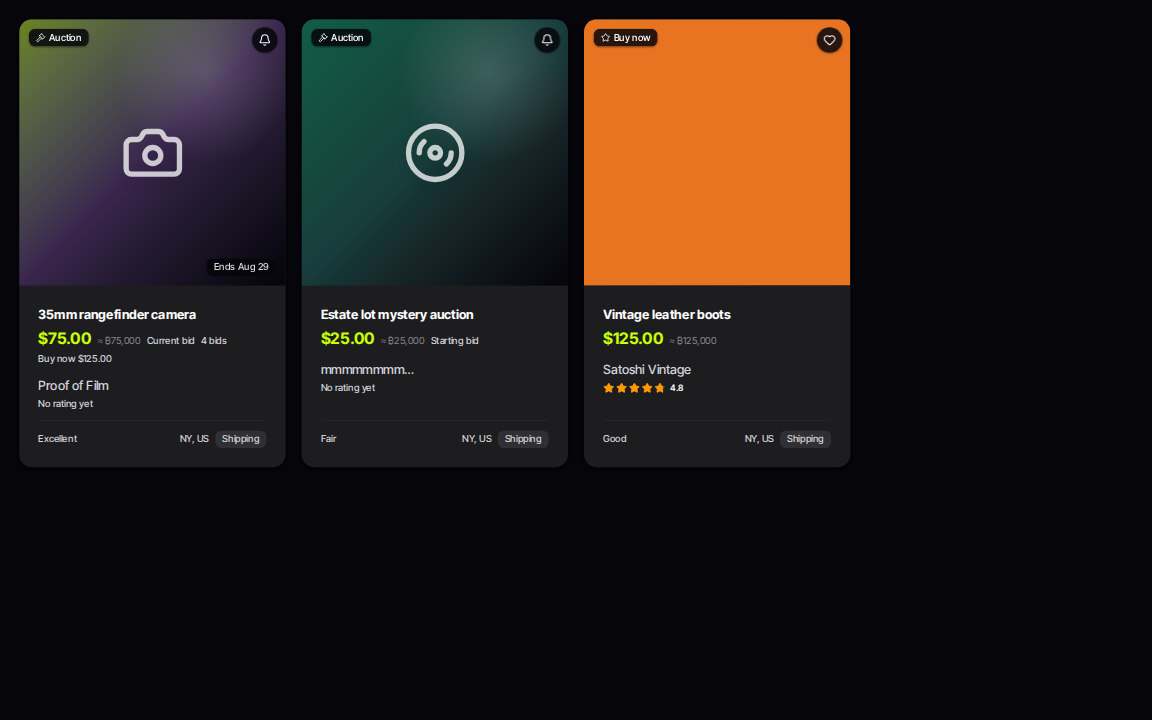 Auction
35mm rangefinder camera
Ends Aug 29
$75.00 ≈ ₿75,000 Current bid 4 bids
Buy now $125.00
Proof of Film
No rating yet
Excellent NY, US Shipping
Auction
Estate lot mystery auction
$25.00 ≈ ₿25,000 Starting bid
mmmmmmmm...
No rating yet
Fair NY, US Shipping
Buy now
Vintage leather boots
$125.00 ≈ ₿125,000
Satoshi Vintage
4.8
Good NY, US Shipping